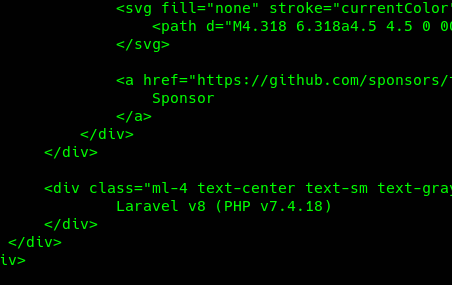 <svg fill="none" stroke="currentColor"
<path d="M4.318 6.318a4.5 4.5 0 00
</svg>
<a href="https://github.com/sponsors/
Sponsor
</a>
</div>
</div>
<div class="ml-4 text-center text-sm text-gray
Laravel v8 (PHP v7.4.18)
</div>
</div>
iv>